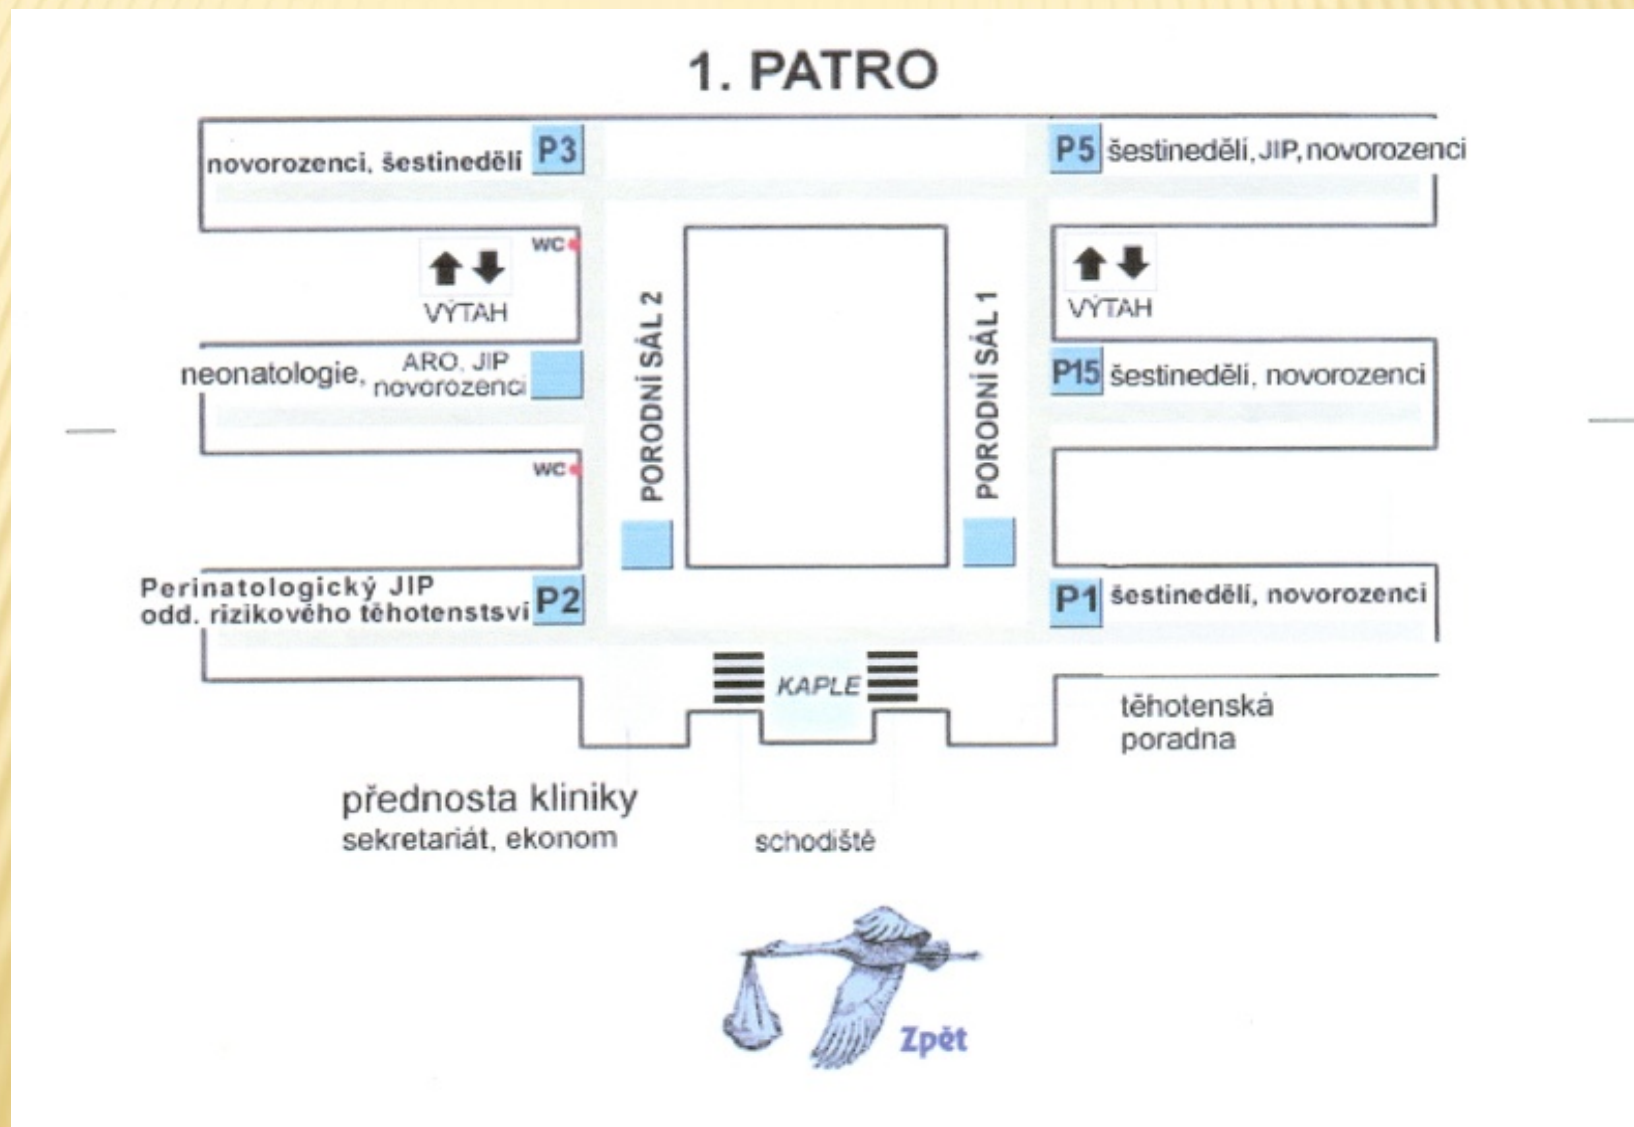 1. PATRO
novorozenci, šestinedělí P3
P5 šestinedělí, JIP, novorozenci
WC
VÝTAH
VÝTAH
PORODNÍ SÁL 2
PORODNÍ SÁL 1
neonatologie, ARO, JIP
novorozenci
P15 šestinedělí, novorozenci
WC
Perinatologický JIP
odd. rizikového těhotenstsví P2
P1 šestinedělí, novorozenci
KAPLE
těhotenská
poradna
přednosta kliniky
sekretariát, ekonom
schodiště
Zpět